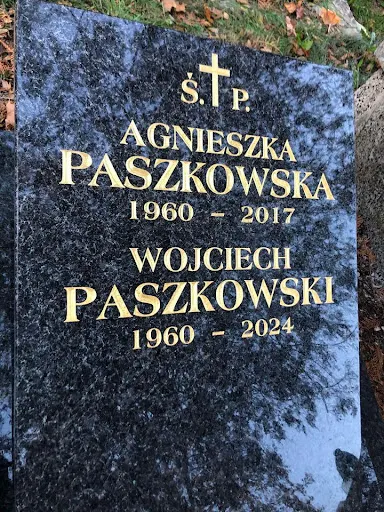 Ś. P.
AGNIESZKA
PASZKOWSKA
1960 - 2017
WOJCIECH
PASZKOWSKI
1960 - 2024